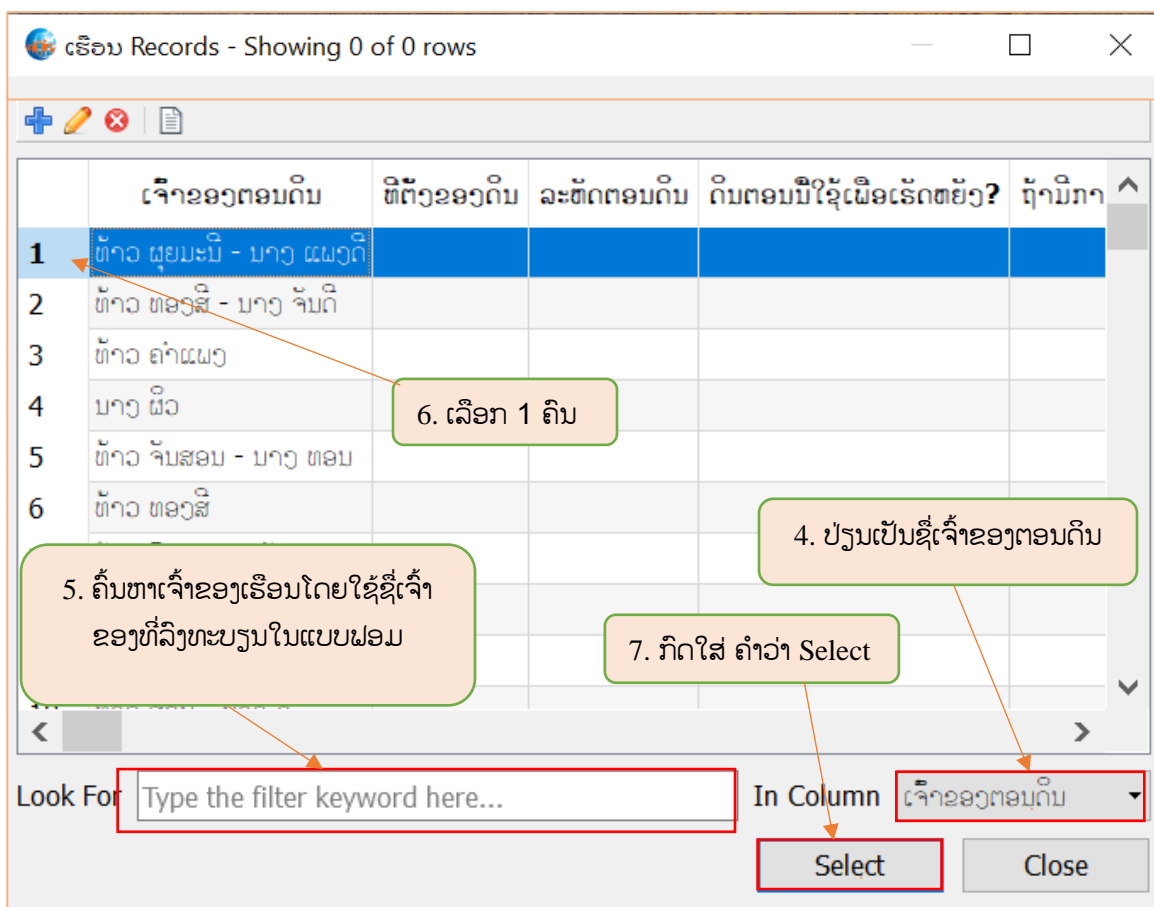 ເຮືອນ Records - Showing 0 of 0 rows
ເຈົ້າຂອງຕອນດິນ ທີ່ຕັ້ງຂອງດິນ ລະຫັດຕອນດິນ ດິນຕອນນີ້ໃຊ້ເພື່ອເຮັດຫຍັງ? ຖ້າມີກາ
1 ທ້າວ ຜຸຍມະນີ - ນາງ ແພງດີ
2 ທ້າວ ທອງສີ - ນາງ ຈັນດີ
3 ທ້າວ ຄຳແພງ
4 ນາງ ຜິວ
5 ທ້າວ ຈັນສອນ - ນາງ ທອນ
6 ທ້າວ ທອງສີ
6. ເລືອກ 1 ຄົນ
4. ປ່ຽນເປັນຊື່ເຈົ້າຂອງຕອນດິນ
5. ຄົ້ນຫາເຈົ້າຂອງເຮືອນໂດຍໃຊ້ຊື່ເຈົ້າ
ຂອງທີ່ລົງທະບຽນໃນແບບຟອມ
7. ກົດໃສ່ ຄຳວ່າ Select
Look For Type the filter keyword here... In Column ເຈົ້າຂອງຕອນດິນ
Select Close